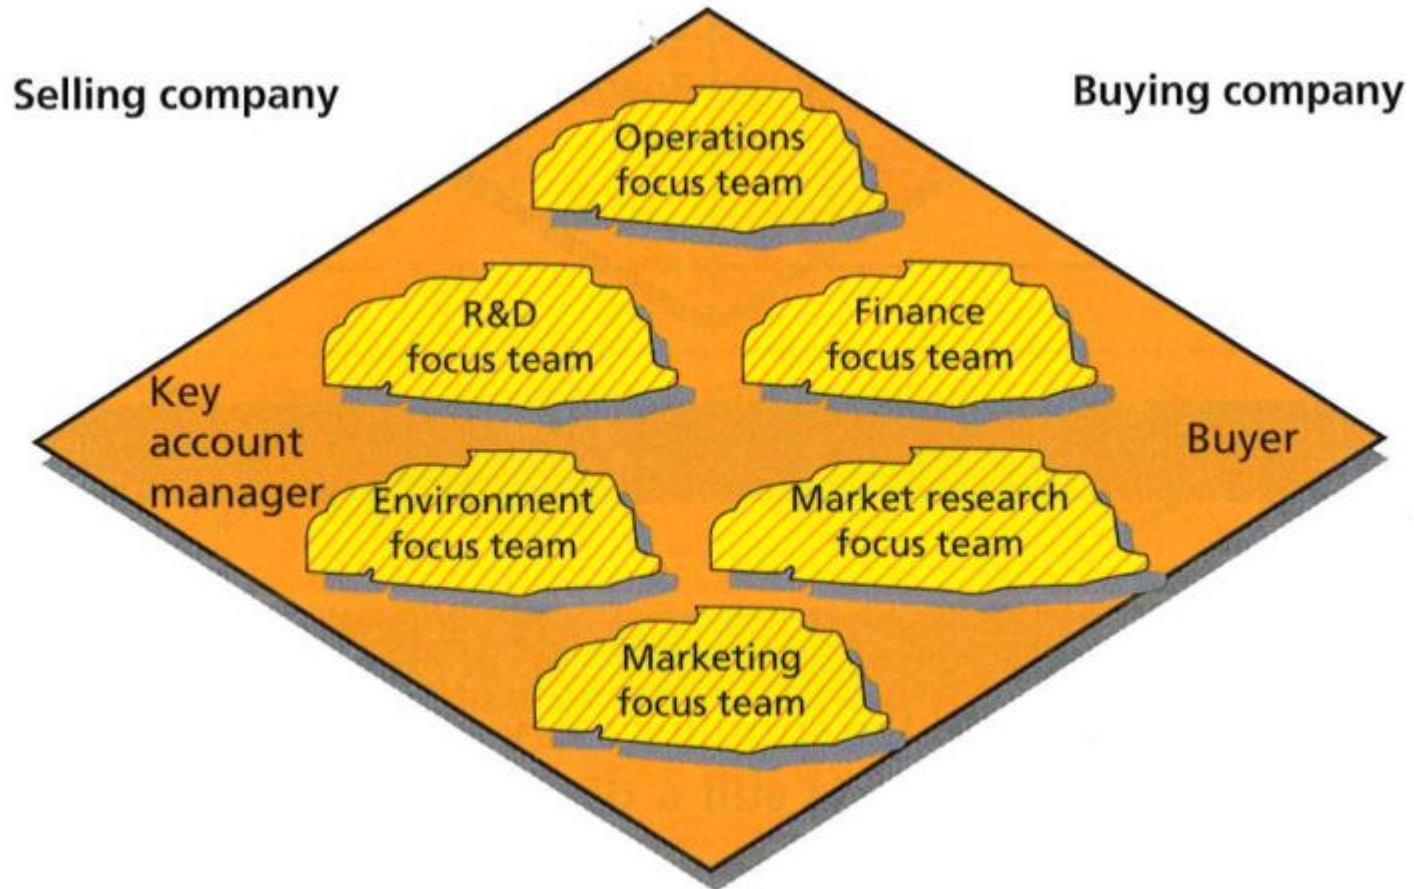 Selling company
Buying company
Operations
focus team
R&D
focus team
Finance
focus team
Key
account
manager
Buyer
Environment
focus team
Market research
focus team
Marketing
focus team